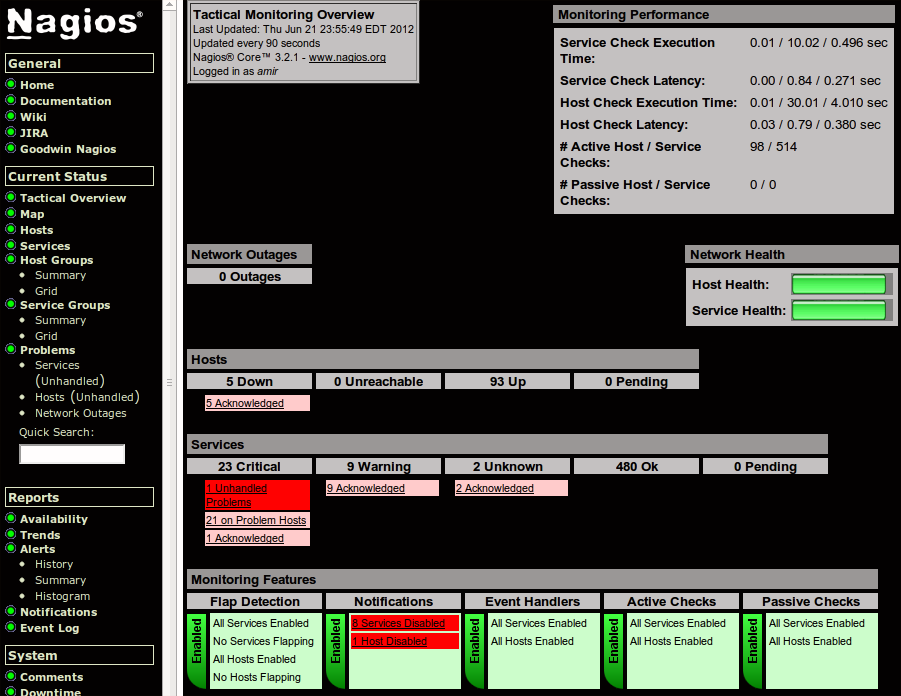 Nagios®
General
Home
Documentation
Wiki
JIRA
Goodwin Nagios
Current Status
Tactical Overview
Map
Hosts
Services
Host Groups
Summary
Grid
Service Groups
Summary
Grid
Problems
Services
(Unhandled)
Hosts (Unhandled)
Network Outages
Quick Search:
Reports
Availability
Trends
Alerts
History
Summary
Histogram
Notifications
Event Log
System
Comments
Downtime
Tactical Monitoring Overview
Last Updated: Thu Jun 21 23:55:49 EDT 2012
Updated every 90 seconds
Nagios® Core™ 3.2.1 - www.nagios.org
Logged in as amir
Monitoring Performance
Service Check Execution Time: 0.01 / 10.02 / 0.496 sec
Service Check Latency: 0.00 / 0.84 / 0.271 sec
Host Check Execution Time: 0.01 / 30.01 / 4.010 sec
Host Check Latency: 0.03 / 0.79 / 0.380 sec
# Active Host / Service Checks: 98 / 514
# Passive Host / Service Checks: 0 / 0
Network Outages
0 Outages
Network Health
Host Health:
Service Health:
Hosts
5 Down 0 Unreachable 93 Up 0 Pending
5 Acknowledged
Services
23 Critical 9 Warning 2 Unknown 480 Ok 0 Pending
1 Unhandled Problems 9 Acknowledged 2 Acknowledged
21 on Problem Hosts
1 Acknowledged
Monitoring Features
Flap Detection Notifications Event Handlers Active Checks Passive Checks
Enabled All Services Enabled Enabled 8 Services Disabled Enabled All Services Enabled Enabled All Services Enabled Enabled All Services Enabled
No Services Flapping 1 Host Disabled All Hosts Enabled All Hosts Enabled All Hosts Enabled
All Hosts Enabled
No Hosts Flapping